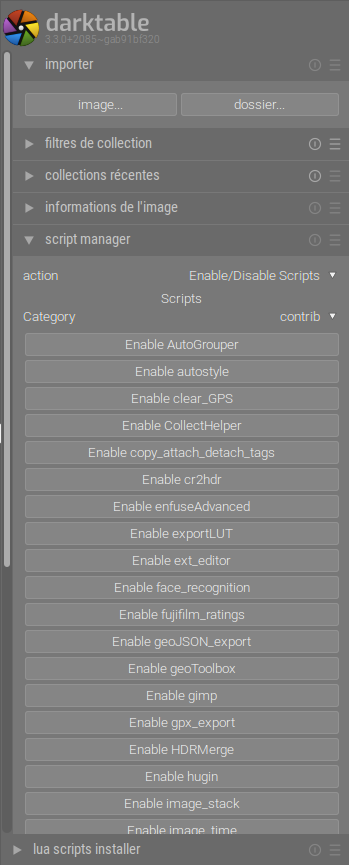 darktable
3.3.0+2085~gab91bf320
importer
image...
dossier...
filtres de collection
collections récentes
informations de l'image
script manager
action Enable/Disable Scripts
Scripts
Category contrib
Enable AutoGrouper
Enable autostyle
Enable clear_GPS
Enable CollectHelper
Enable copy_attach_detach_tags
Enable cr2hdr
Enable enfuseAdvanced
Enable exportLUT
Enable ext_editor
Enable face_recognition
Enable fujifilm_ratings
Enable geoJSON_export
Enable geoToolbox
Enable gimp
Enable gpx_export
Enable HDRMerge
Enable hugin
Enable image_stack
Enable image_time
lua scripts installer